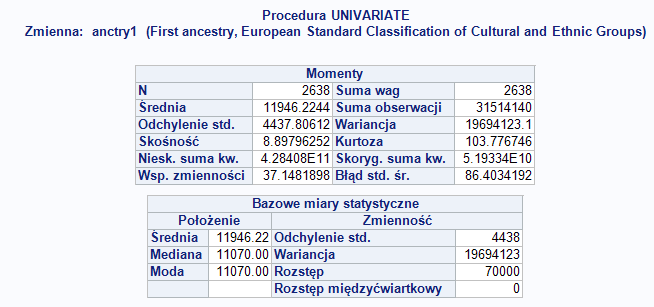 Procedura UNIVARIATE
Zmienna: anctry1 (First ancestry, European Standard Classification of Cultural and Ethnic Groups)
Momenty
N 2638 Suma wag 2638
Średnia 11946.2244 Suma obserwacji 31514140
Odchylenie std. 4437.80612 Wariancja 19694123.1
Skośność 8.89796252 Kurtoza 103.776746
Niesk. suma kw. 4.28408E11 Skoryg. suma kw. 5.19334E10
Wsp. zmienności 37.1481898 Błąd std. śr. 86.4034192
Bazowe miary statystyczne
Położenie Zmienność
Średnia 11946.22 Odchylenie std. 4438
Mediana 11070.00 Wariancja 19694123
Moda 11070.00 Rozstęp 70000
Rozstęp międzyćwiartkowy 0